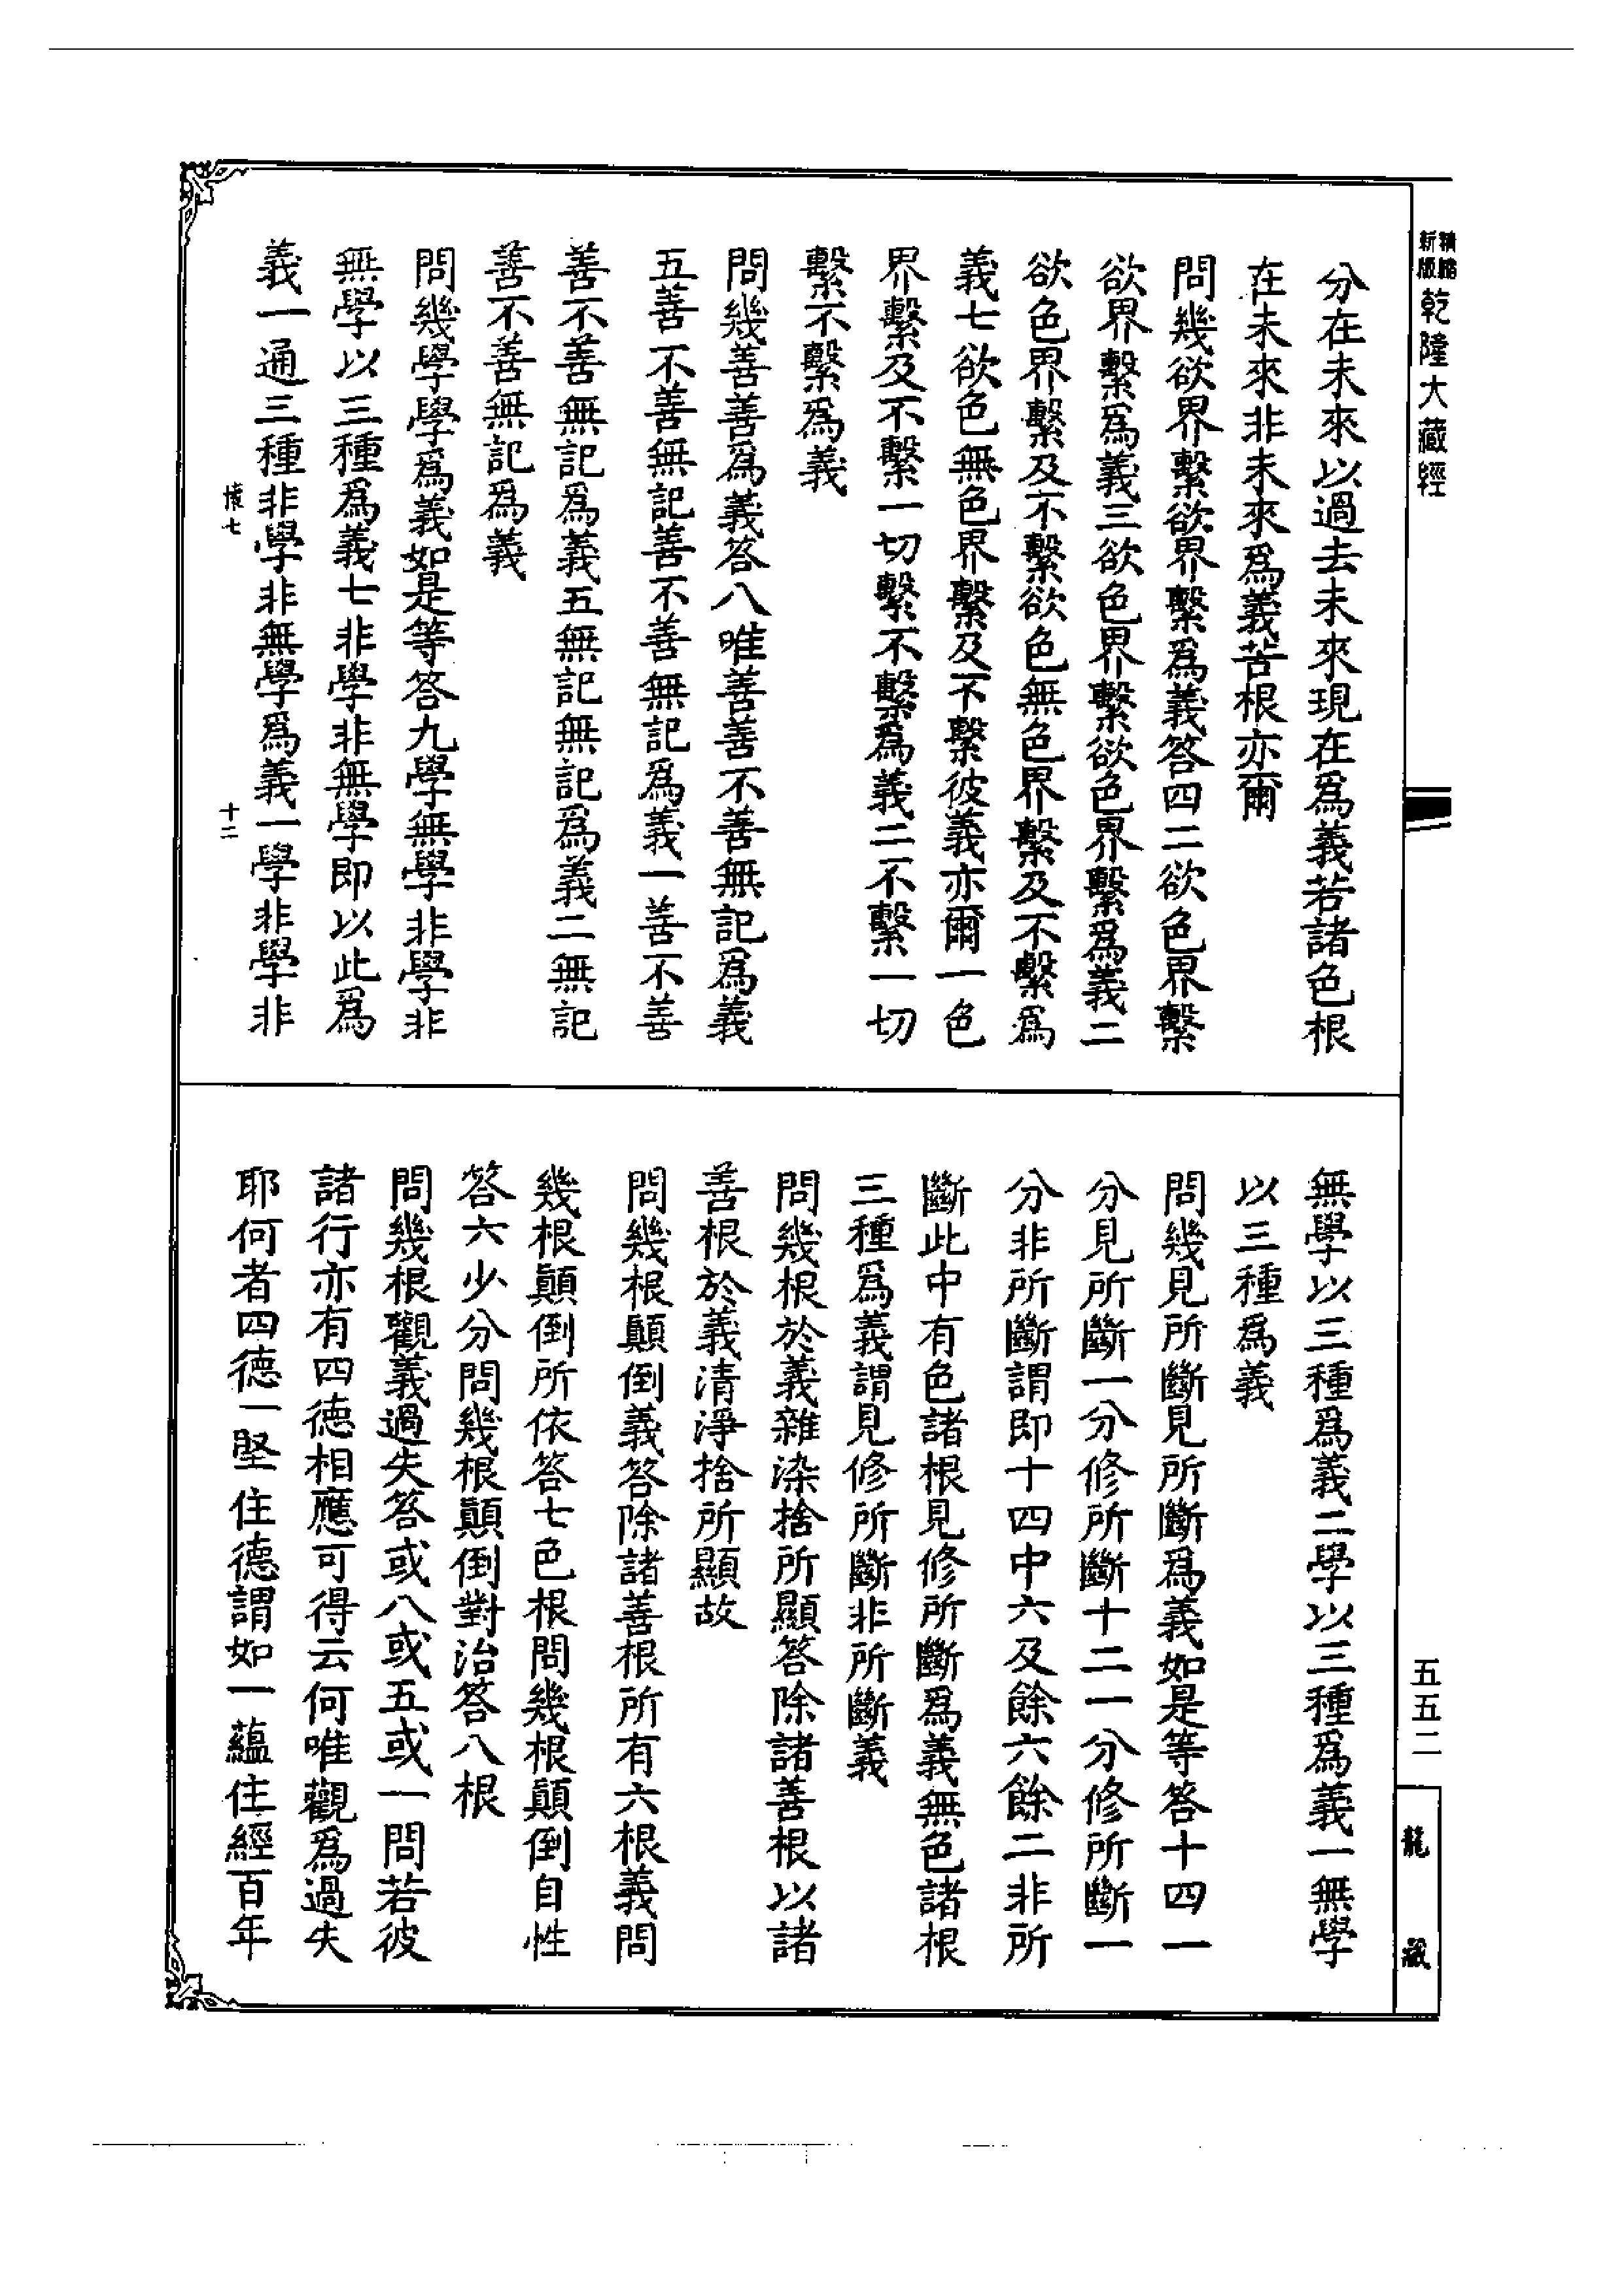 新版精縮乾隆大藏經
分在未來以過去未來現在爲義若諸色根
在未來非未來爲義苦根亦爾
問幾欲界繫欲界繫爲義答四二欲色界繫
欲界繫爲義三欲色界繫欲色界繫爲義二
欲色界繫及不繫欲色無色界繫及不繫爲
義七欲色無色界繫及不繫彼義亦爾一色
界繫及不繫一切繫不繫爲義二不繫一切
繫不繫爲義
問幾善善爲義答八唯善善不善無記爲義
五善不善無記善不善無記爲義一善不善
善不善無記爲義五無記無記爲義二無記
善不善無記爲義
問幾學學爲義如是等答九學無學非學非
無學以三種爲義七非學非無學即以此爲
義一通三種非學非無學爲義一學非學非
十二
無學以三種爲義二學以三種爲義一無學
以三種爲義
問幾見所斷見所斷爲義如是等答十四一
分見所斷一分修所斷十二一分修所斷一
分非所斷謂即十四中六及餘六餘二非所
斷此中有色諸根見修所斷爲義無色諸根
三種爲義謂見修所斷非所斷義
問幾根於義雜染捨所顯答除諸善根以諸
善根於義清淨捨所顯故
問幾根顚倒義答除諸善根所有六根義問
幾根顚倒所依答七色根問幾根顚倒自性
答六少分問幾根顚倒對治答八根
問幾根觀義過失答或八或五或一問若彼
諸行亦有四德相應可得云何唯觀爲過失
耶何者四德一堅住德謂如一蘊住經百年
五五二
龍藏